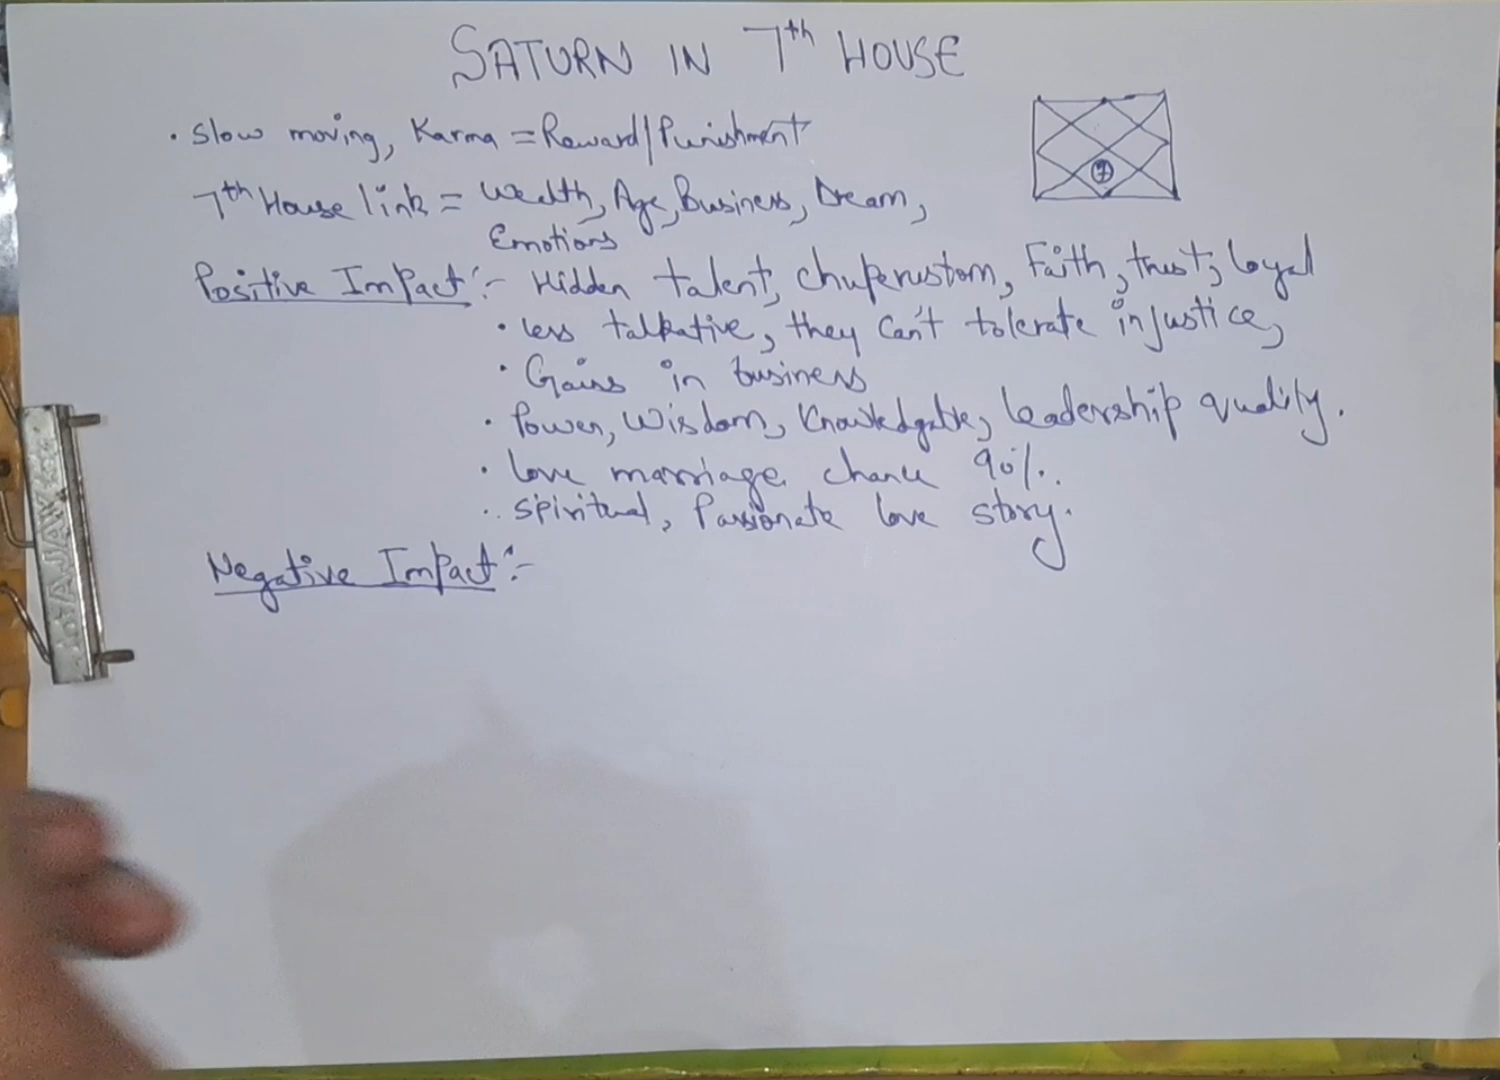 SATURN IN 7th HOUSE
• Slow moving, Karma = Reward/Punishment
7th House link = Wealth, Age, Business, Dream,
Emotions
7
Positive Impact :- Hidden talent, chuperustom, Faith, trust, loyal
• less talkative, they can't tolerate injustice,
• Gains in business
• Power, Wisdom, Knowledgable, leadership quality.
• love marriage chance 90%.
• spiritual, Passionate love story.
Negative Impact :-